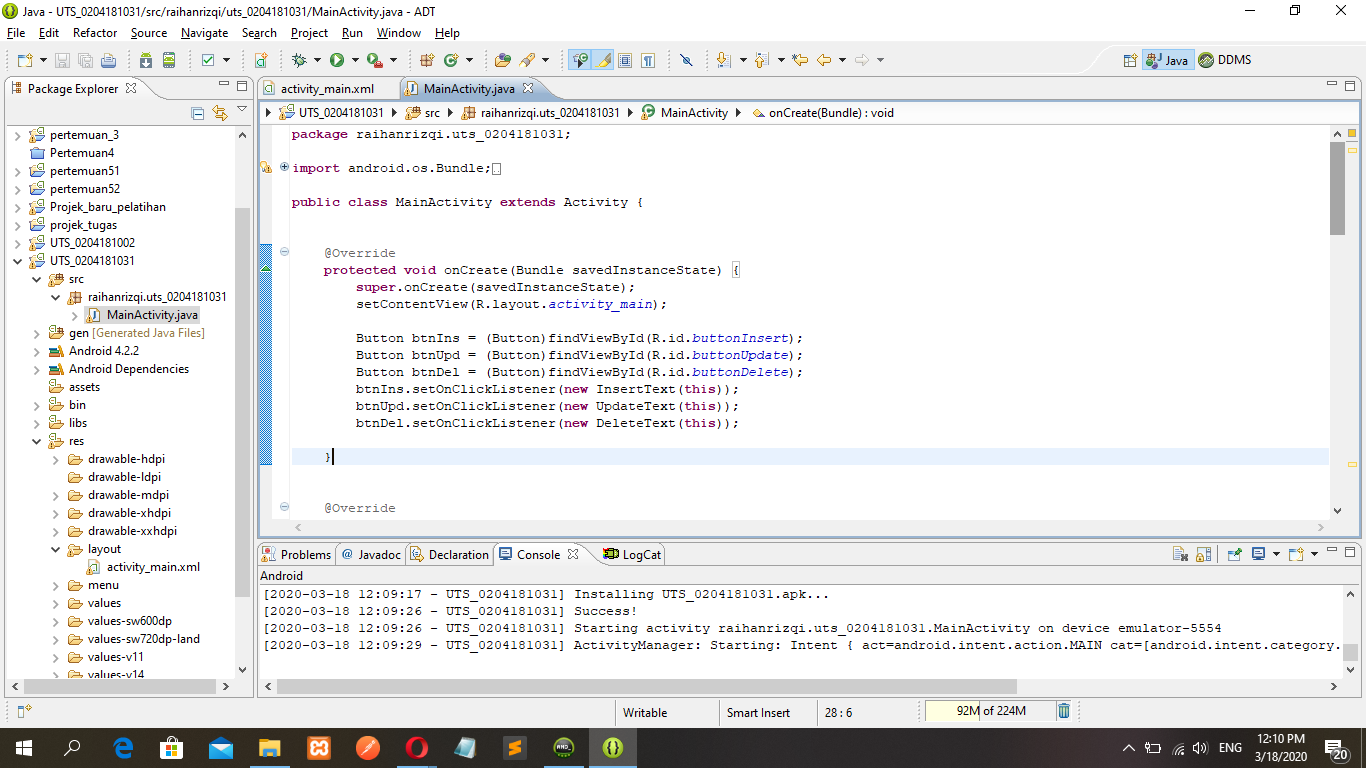 Java - UTS_0204181031/src/raihanrizqi/uts_0204181031/MainActivity.java - ADT
File Edit Refactor Source Navigate Search Project Run Window Help
Java DDMS
Package Explorer
pertemuan_3
Pertemuan4
pertemuan51
pertemuan52
Projek_baru_pelatihan
projek_tugas
UTS_0204181002
UTS_0204181031
src
raihanrizqi.uts_0204181031
MainActivity.java
gen [Generated Java Files]
Android 4.2.2
Android Dependencies
assets
bin
libs
res
drawable-hdpi
drawable-ldpi
drawable-mdpi
drawable-xhdpi
drawable-xxhdpi
layout
activity_main.xml
menu
values
values-sw600dp
values-sw720dp-land
values-v11
values-v14
activity_main.xml MainActivity.java
UTS_0204181031 src raihanrizqi.uts_0204181031 MainActivity onCreate(Bundle) : void
package raihanrizqi.uts_0204181031;
import android.os.Bundle;
public class MainActivity extends Activity {
@Override
protected void onCreate(Bundle savedInstanceState) {
super.onCreate(savedInstanceState);
setContentView(R.layout.activity_main);
Button btnIns = (Button)findViewById(R.id.buttonInsert);
Button btnUpd = (Button)findViewById(R.id.buttonUpdate);
Button btnDel = (Button)findViewById(R.id.buttonDelete);
btnIns.setOnClickListener(new InsertText(this));
btnUpd.setOnClickListener(new UpdateText(this));
btnDel.setOnClickListener(new DeleteText(this));
}
@Override
Problems Javadoc Declaration Console LogCat
Android
[2020-03-18 12:09:17 - UTS_0204181031] Installing UTS_0204181031.apk...
[2020-03-18 12:09:26 - UTS_0204181031] Success!
[2020-03-18 12:09:26 - UTS_0204181031] Starting activity raihanrizqi.uts_0204181031.MainActivity on device emulator-5554
[2020-03-18 12:09:29 - UTS_0204181031] ActivityManager: Starting: Intent { act=android.intent.action.MAIN cat=[android.intent.category.
Writable Smart Insert 28 : 6 92M of 224M
ENG 12:10 PM
3/18/2020 20